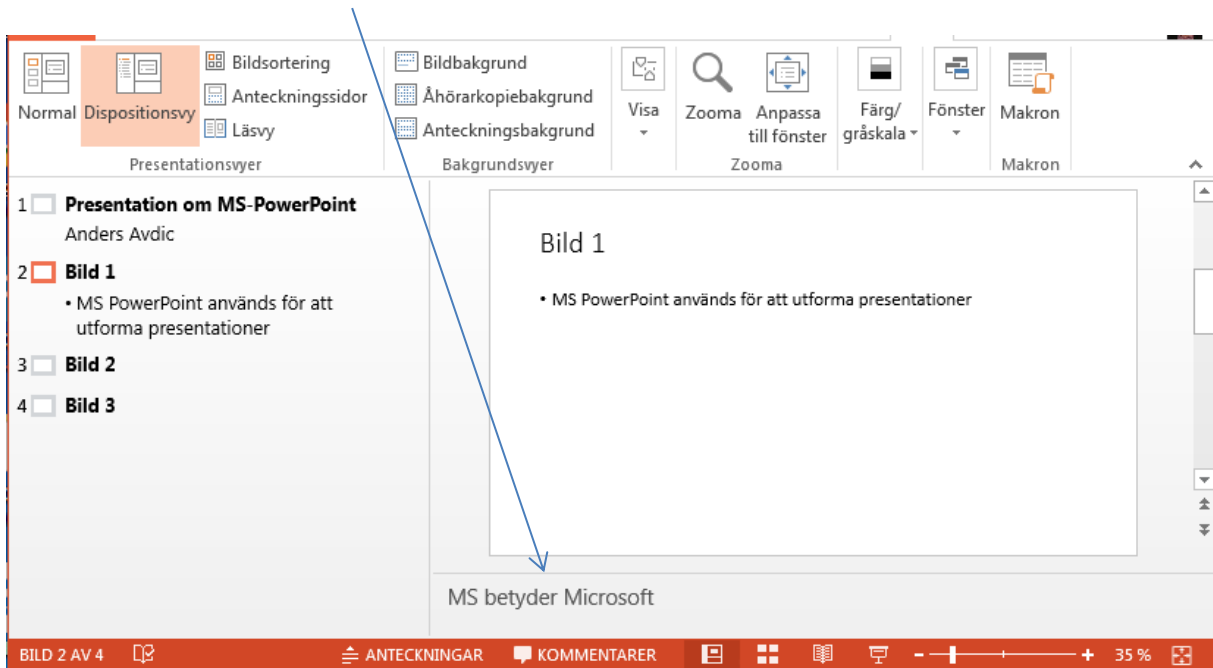 Normal
Dispositionsvy
Bildsortering
Anteckningssidor
Läsvy
Presentationsvyer
Bildbakgrund
Åhörarkopiebakgrund
Anteckningsbakgrund
Bakgrundsvyer
Visa
Zooma
Anpassa
till fönster
Zooma
Färg/
gråskala
Fönster
Makron
Makron
1 Presentation om MS-PowerPoint
Anders Avdic
2 Bild 1
• MS PowerPoint används för att
utforma presentationer
3 Bild 2
4 Bild 3
Bild 1
• MS PowerPoint används för att utforma presentationer
MS betyder Microsoft
BILD 2 AV 4
ANTECKNINGAR
KOMMENTARER
35 %